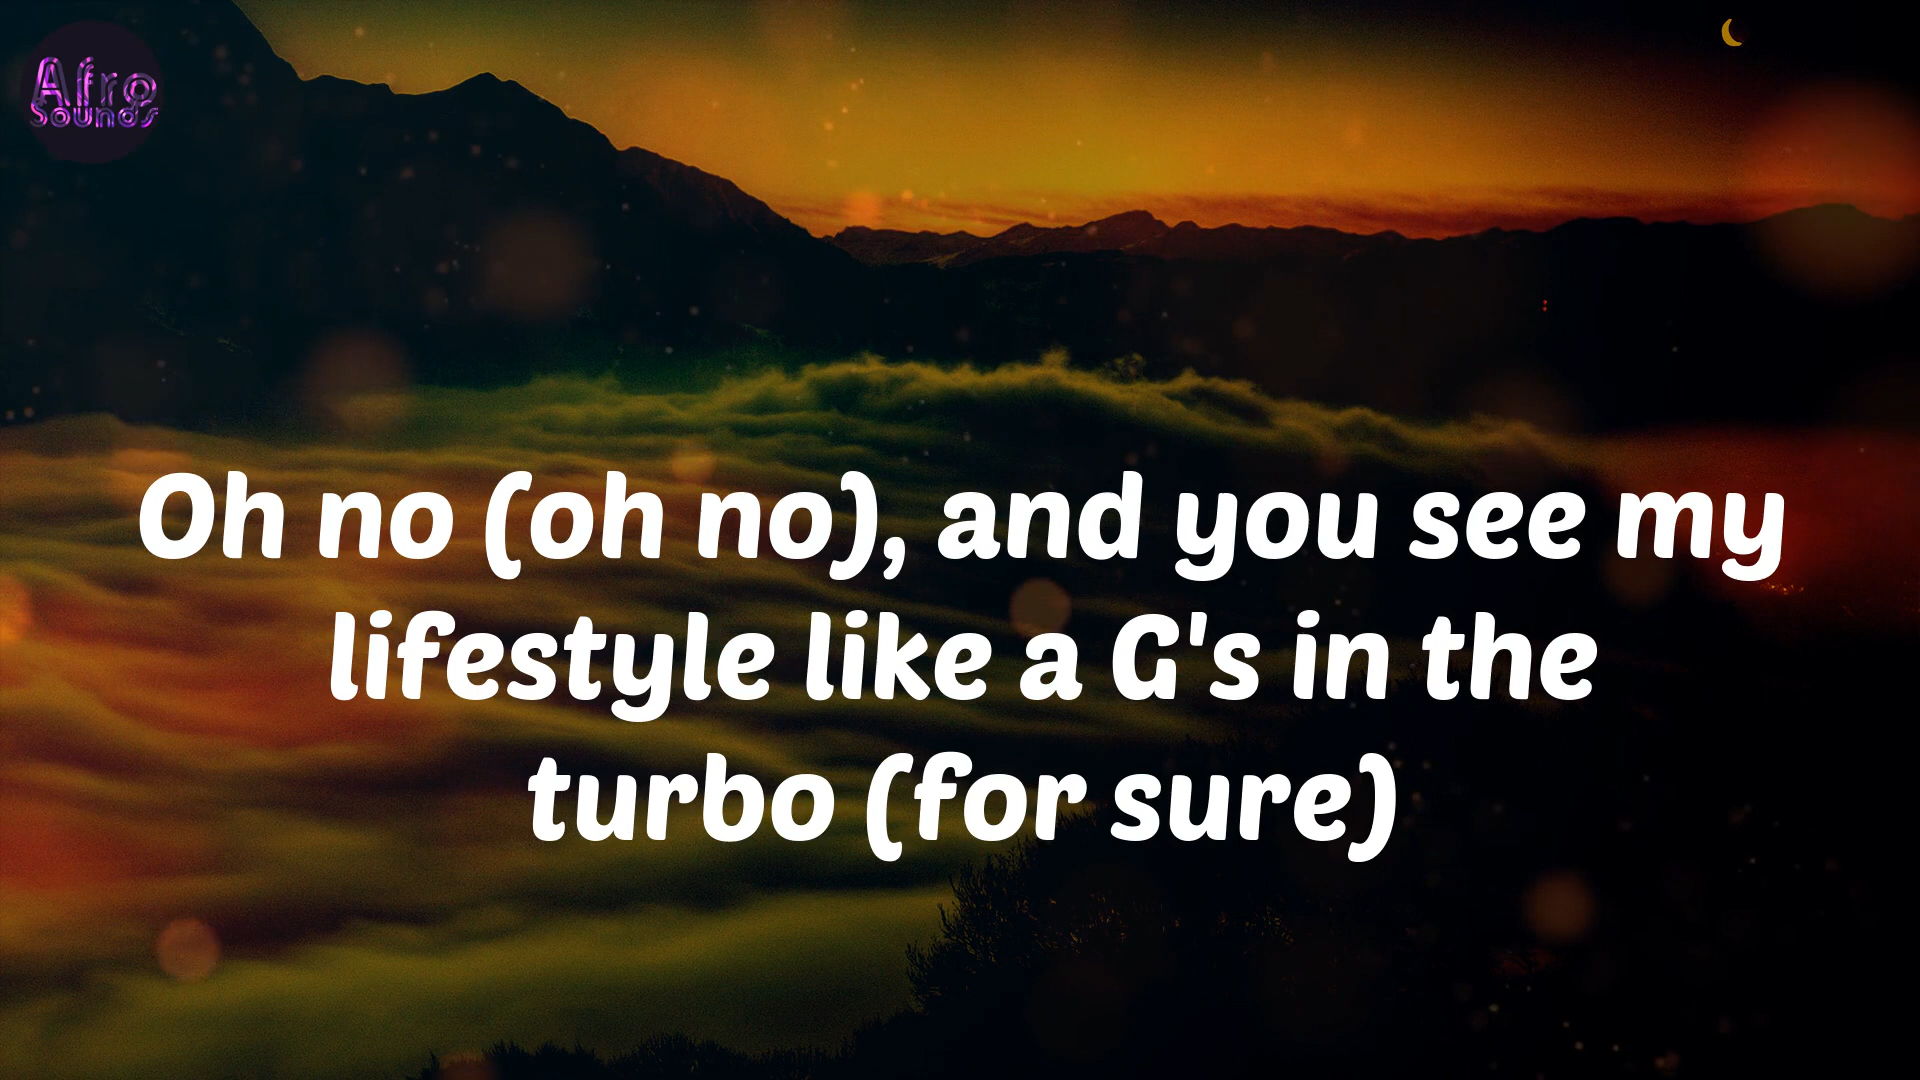 Afro
Sounds
Oh no (oh no), and you see my
lifestyle like a G's in the
turbo (for sure)